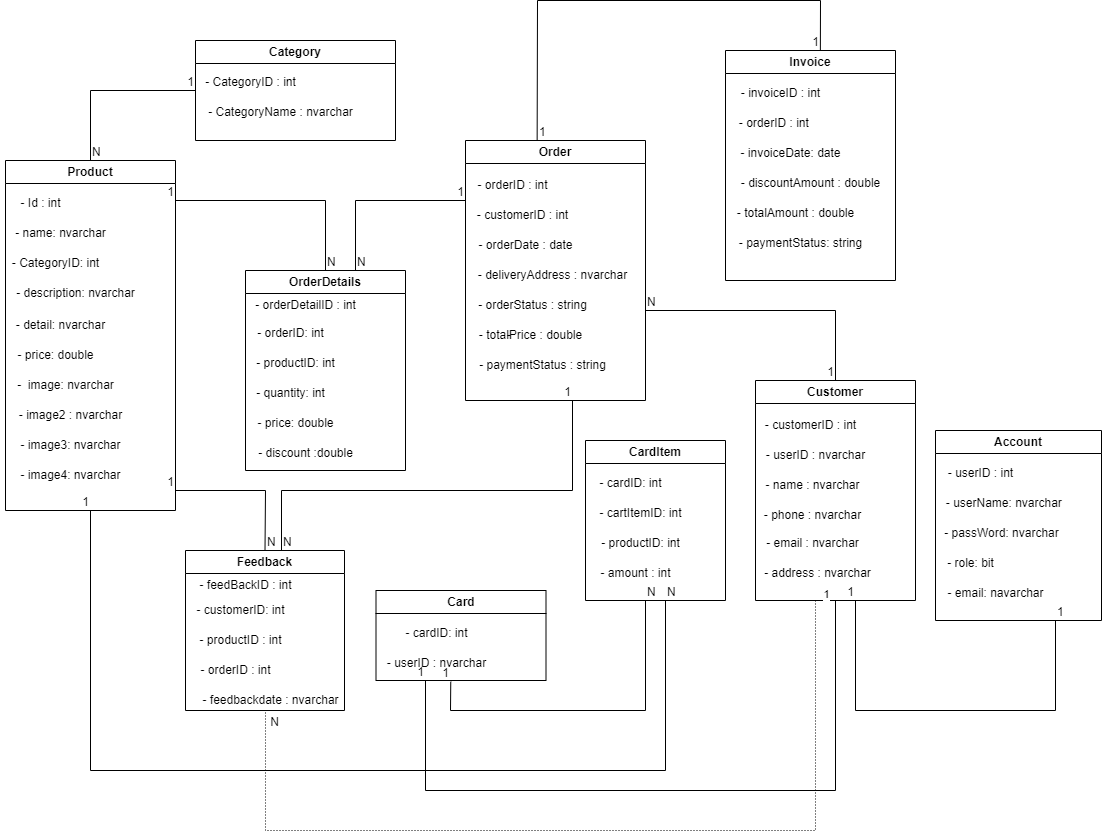 Category
1
- CategoryID : int
- CategoryName : nvarchar
N
1
Invoice
- invoiceID : int
- orderID : int
- invoiceDate: date
- discountAmount : double
- totalAmount : double
- paymentStatus: string
1
Order
1
- orderID : int
- customerID : int
- orderDate : date
- deliveryAddress : nvarchar
- orderStatus : string
- totalPrice : double
- paymentStatus : string
N
1
Product
1
- Id : int
- name: nvarchar
- CategoryID: int
- description: nvarchar
- detail: nvarchar
- price: double
- image: nvarchar
- image2 : nvarchar
- image3: nvarchar
- image4: nvarchar
1
1
N
N
OrderDetails
- orderDetailID : int
- orderID: int
- productID: int
- quantity: int
- price: double
- discount :double
1
Customer
- customerID : int
- userID : nvarchar
- name : nvarchar
- phone : nvarchar
- email : nvarchar
- address : nvarchar
1
1
Account
- userID : int
- userName: nvarchar
- passWord: nvarchar
- role: bit
- email: navarchar
1
CardItem
- cardID: int
- cartItemID: int
- productID: int
- amount : int
N
N
N
N
Feedback
- feedBackID : int
- customerID: int
- productID : int
- orderID : int
- feedbackdate : nvarchar
N
Card
- cardID: int
- userID : nvarchar
1
1